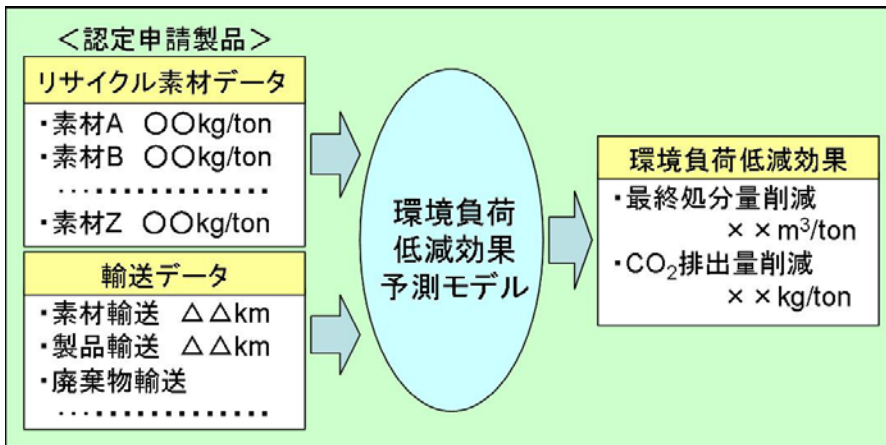 ＜認定申請製品＞
リサイクル素材データ
・素材A 〇〇kg/ton
・素材B 〇〇kg/ton
…・・・・・・・・・・・・・
・素材Z 〇〇kg/ton
輸送データ
・素材輸送 △△km
・製品輸送 △△km
・廃棄物輸送
…・・・・・・・・・・・・・
環境負荷
低減効果
予測モデル
環境負荷低減効果
・最終処分量削減
××m³/ton
・CO₂排出量削減
××kg/ton